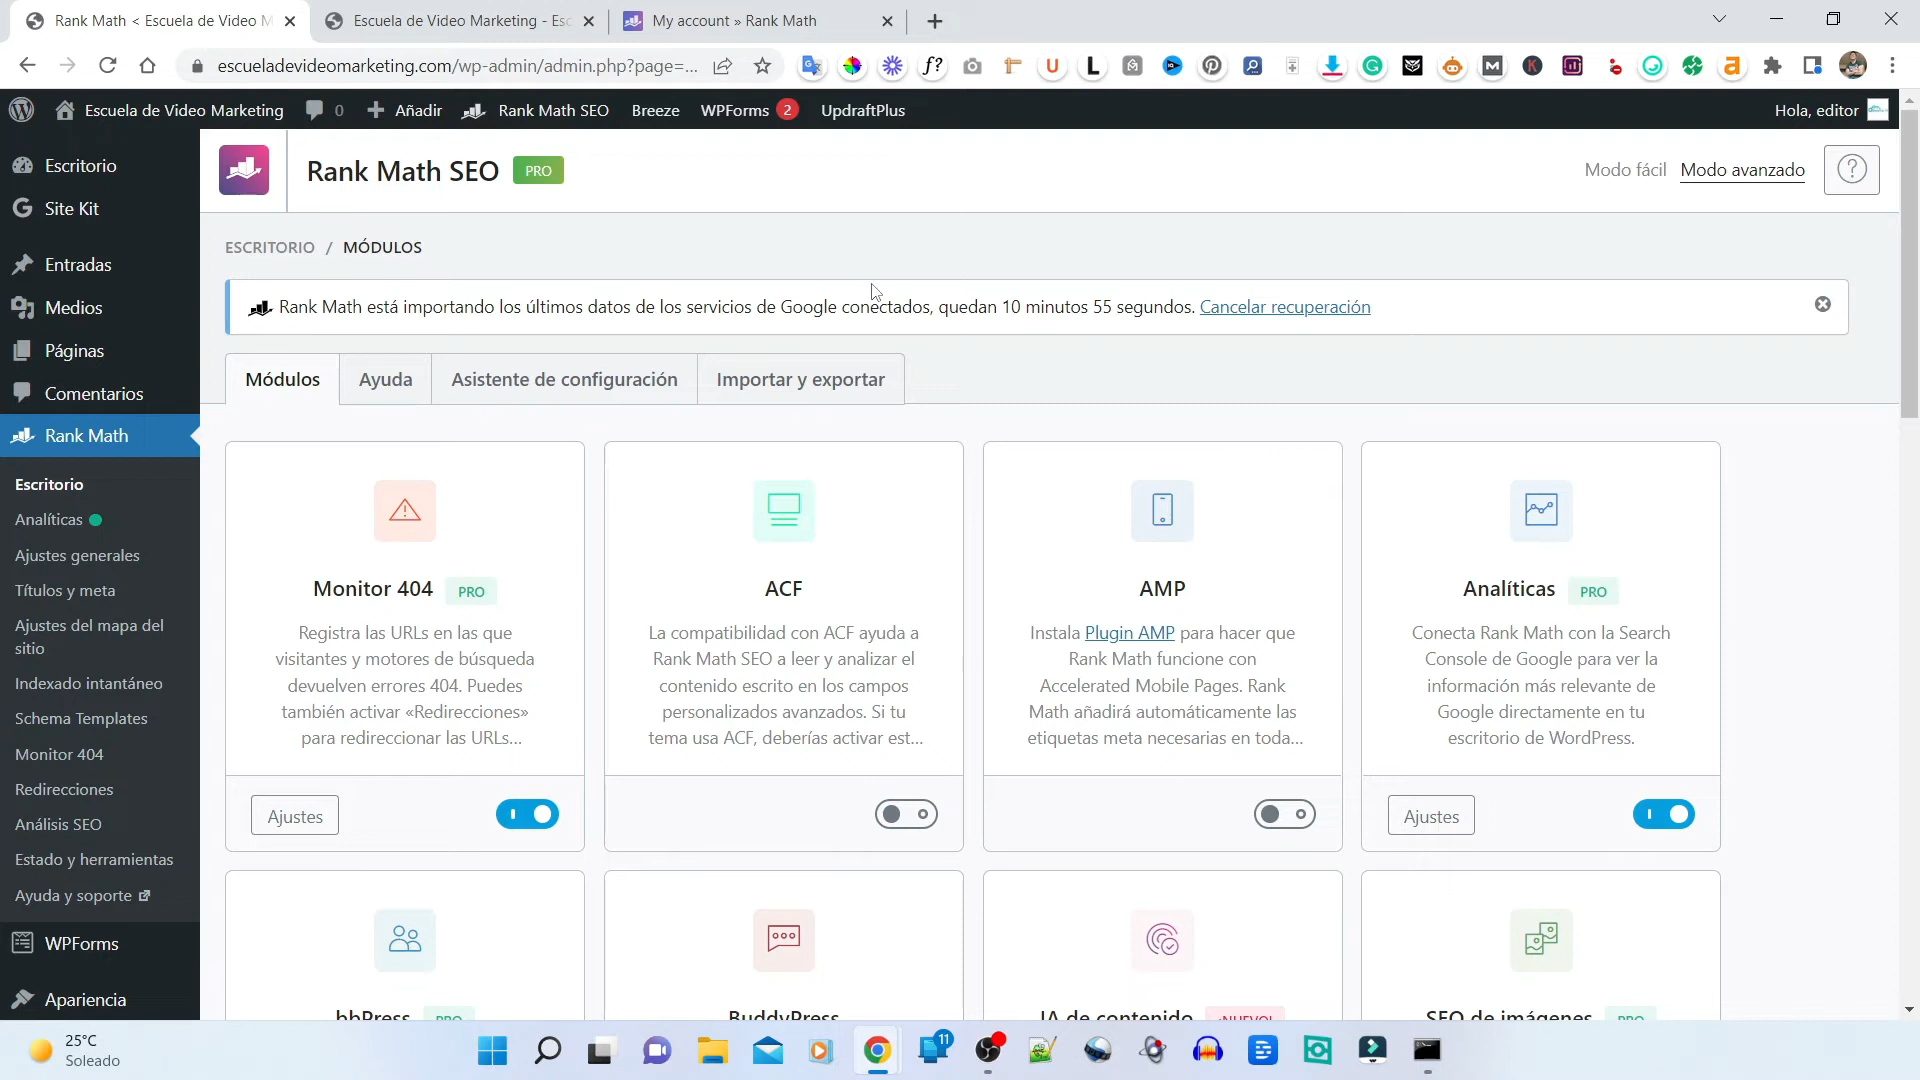 Rank Math < Escuela de Video M
Escuela de Video Marketing - Esc
My account » Rank Math
escueladevideomarketing.com/wp-admin/admin.php?page=...
Escuela de Video Marketing
0
Añadir
Rank Math SEO
Breeze
WPForms 2
UpdraftPlus
Hola, editor
Escritorio
Site Kit
Entradas
Medios
Páginas
Comentarios
Rank Math
Escritorio
Analíticas
Ajustes generales
Títulos y meta
Ajustes del mapa del
sitio
Indexado intantáneo
Schema Templates
Monitor 404
Redirecciones
Análisis SEO
Estado y herramientas
Ayuda y soporte
WPForms
Apariencia
Rank Math SEO PRO
Modo fácil Modo avanzado
ESCRITORIO / MÓDULOS
Rank Math está importando los últimos datos de los servicios de Google conectados, quedan 10 minutos 55 segundos. Cancelar recuperación
Módulos
Ayuda
Asistente de configuración
Importar y exportar
Monitor 404 PRO
Registra las URLs en las que
visitantes y motores de búsqueda
devuelven errores 404. Puedes
también activar «Redirecciones»
para redireccionar las URLs...
Ajustes
ACF
La compatibilidad con ACF ayuda a
Rank Math SEO a leer y analizar el
contenido escrito en los campos
personalizados avanzados. Si tu
tema usa ACF, deberías activar est...
AMP
Instala Plugin AMP para hacer que
Rank Math funcione con
Accelerated Mobile Pages. Rank
Math añadirá automáticamente las
etiquetas meta necesarias en toda...
Analíticas PRO
Conecta Rank Math con la Search
Console de Google para ver la
información más relevante de
Google directamente en tu
escritorio de WordPress.
Ajustes
bbPress PRO
BuddyPress
IA de contenido ¡NUEVO!
SEO de imágenes PRO
25°C
Soleado
11